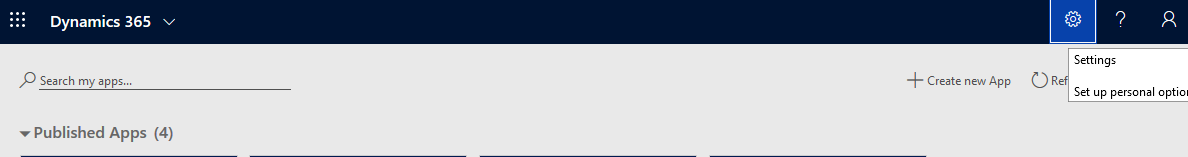 Dynamics 365
?
Search my apps...
Create new App
Ref
Settings
Set up personal optio
Published Apps (4)